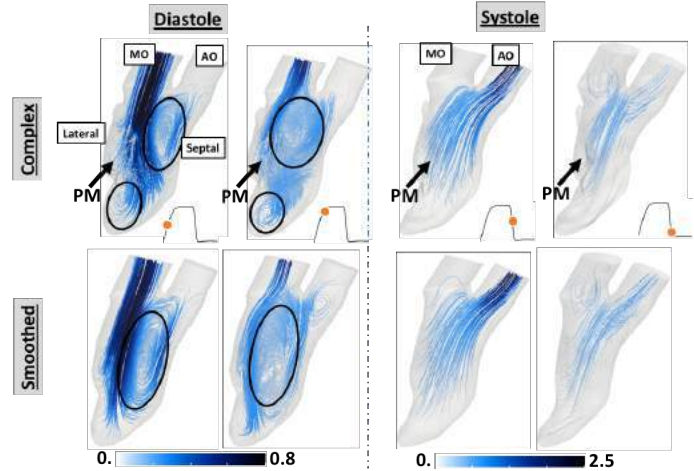 Diastole
Systole
Complex
MO
AO
Lateral
Septal
PM
PM
MO
AO
PM
PM
Smoothed
0.
0.8
0.
2.5